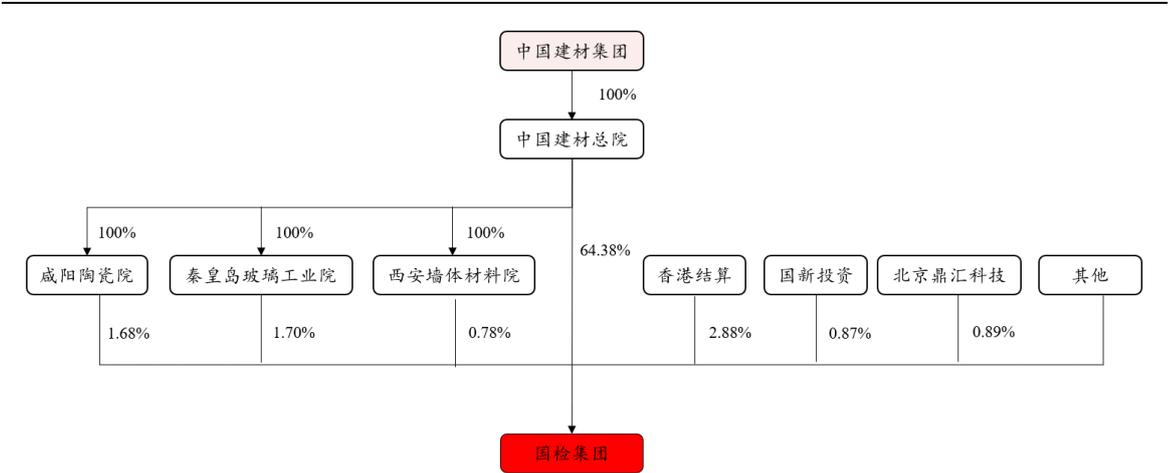 中国建材集团
100%
中国建材总院
100%
100%
100%
64.38%
咸阳陶瓷院
秦皇岛玻璃工业院
西安墙体材料院
香港结算
国新投资
北京鼎汇科技
其他
1.68%
1.70%
0.78%
2.88%
0.87%
0.89%
国检集团